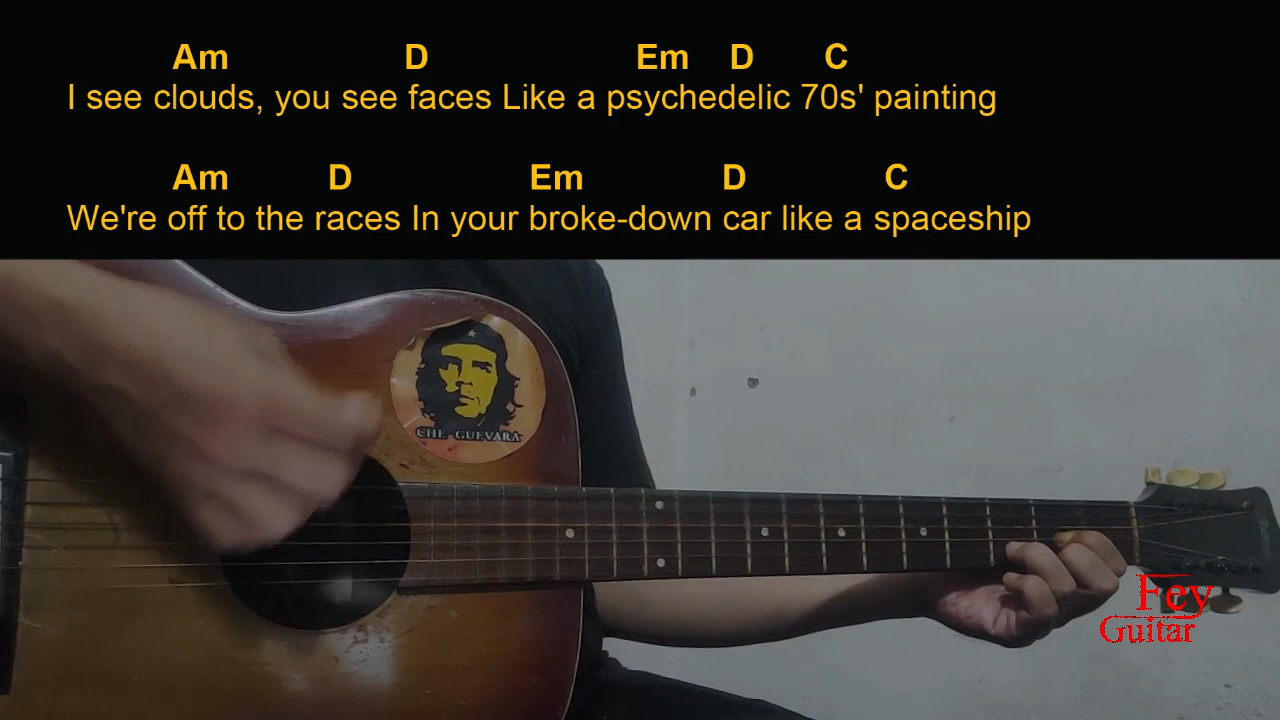 Am D Em D C
I see clouds, you see faces Like a psychedelic 70s' painting
Am D Em D C
We're off to the races In your broke-down car like a spaceship
CHE GUEVARA
Fey
Guitar